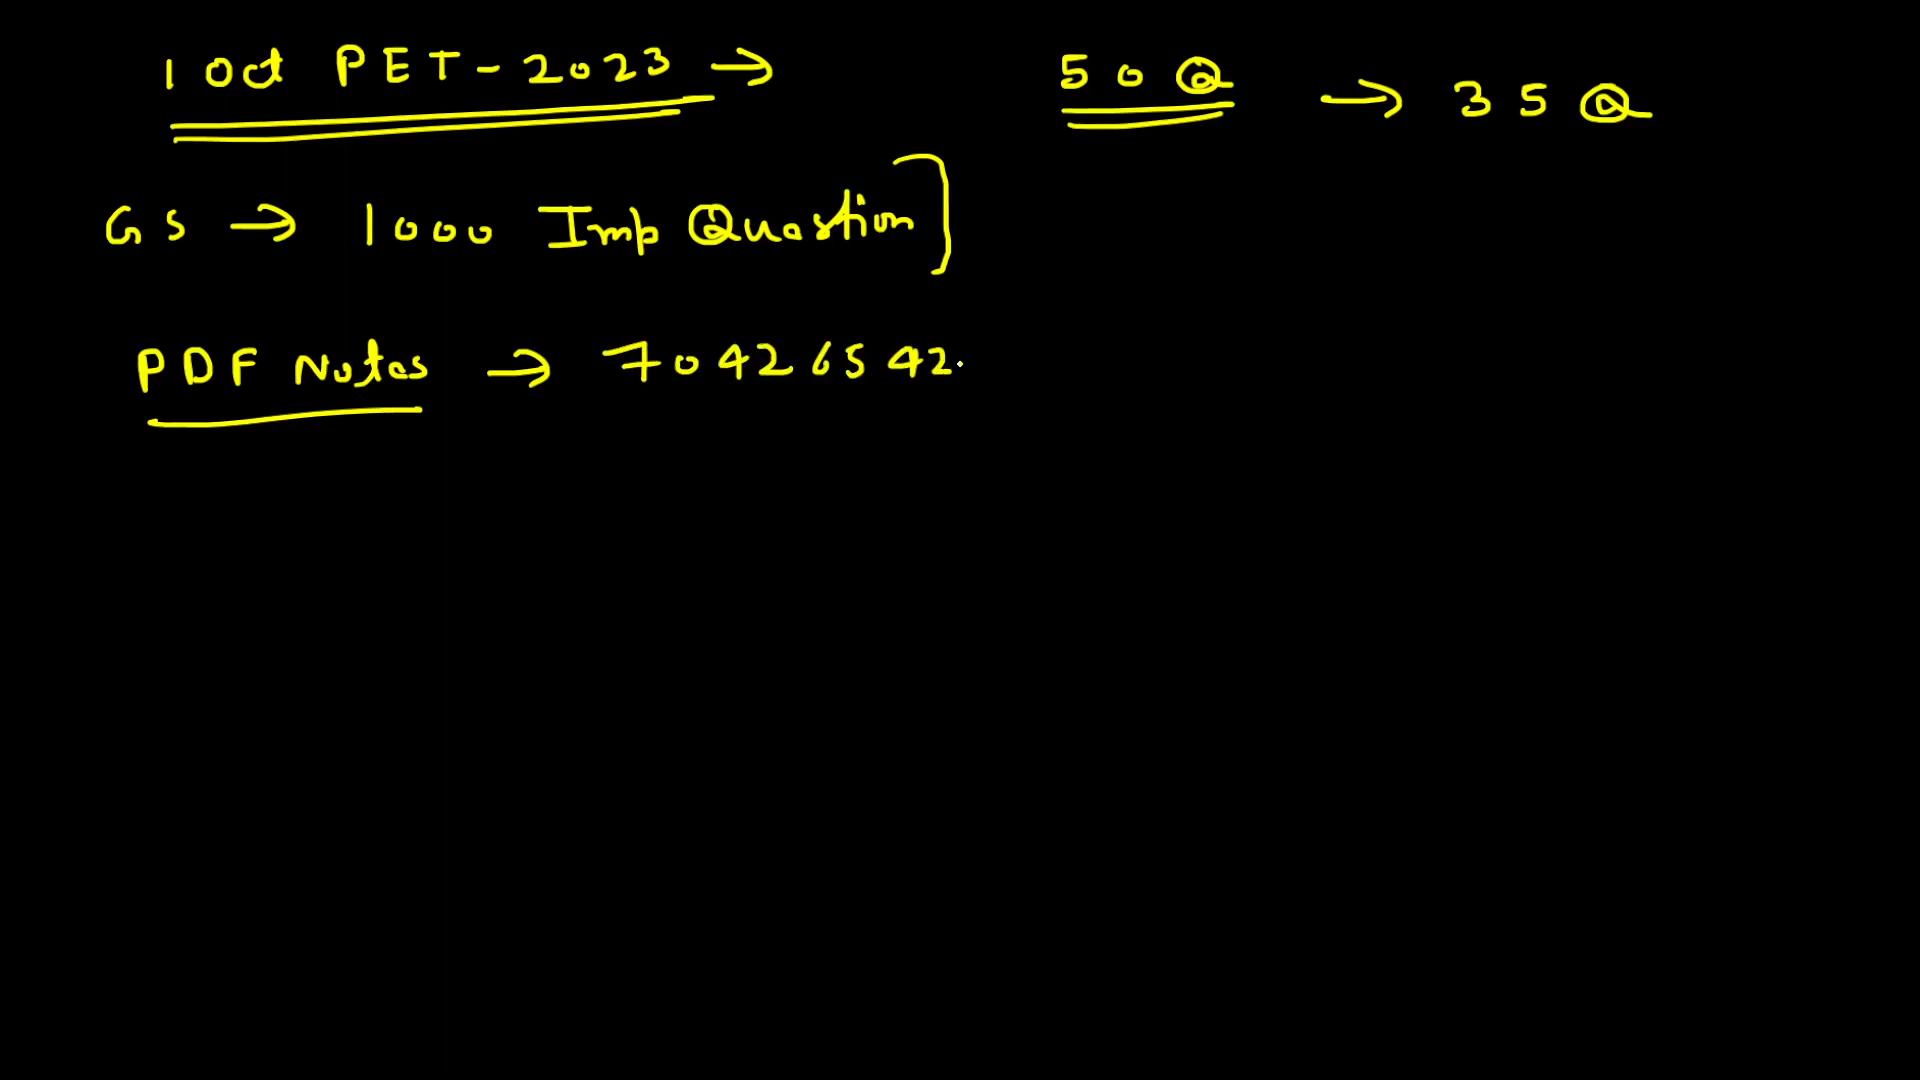 1 Oct PET-2023 → 50 Q → 35 Q
GS → 1000 Imp Question]
PDF Notes → 70426542